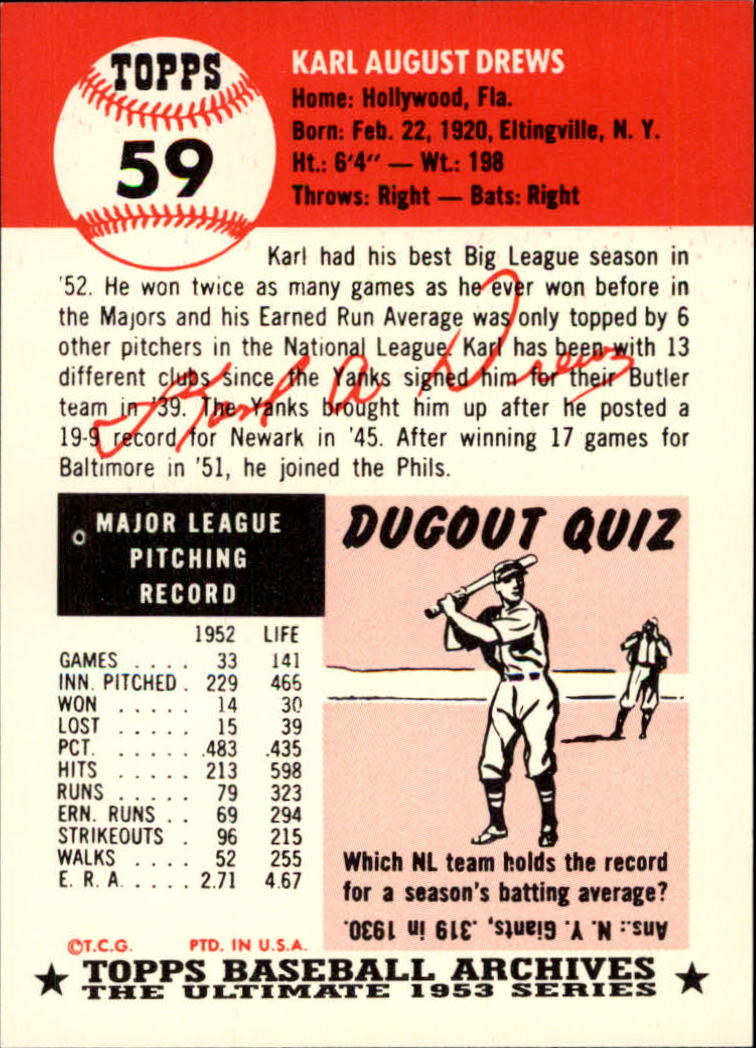 TOPPS
59
KARL AUGUST DREWS
Home: Hollywood, Fla.
Born: Feb. 22, 1920, Eltingville, N. Y.
Ht.: 6'4" — Wt.: 198
Throws: Right — Bats: Right
Karl had his best Big League season in
'52. He won twice as many games as he ever won before in
the Majors and his Earned Run Average was only topped by 6
other pitchers in the National League. Karl has been with 13
different clubs since the Yanks signed him for their Butler
team in '39. The Yanks brought him up after he posted a
19-9 record for Newark in '45. After winning 17 games for
Baltimore in '51, he joined the Phils.
Karl A Drews
MAJOR LEAGUE
PITCHING
RECORD
1952 LIFE
GAMES . . . . 33 141
INN. PITCHED . 229 466
WON . . . . . 14 30
LOST . . . . . 15 39
PCT. . . . . . .483 .435
HITS . . . . . 213 598
RUNS . . . . . 79 323
ERN. RUNS . . 69 294
STRIKEOUTS . 96 215
WALKS . . . . 52 255
E. R. A. . . . . 2.71 4.67
DUGOUT QUIZ
Which NL team holds the record
for a season's batting average?
Ans.: N. Y. Giants, .319 in 1930.
©T.C.G. PTD. IN U.S.A.
TOPPS BASEBALL ARCHIVES
THE ULTIMATE 1953 SERIES